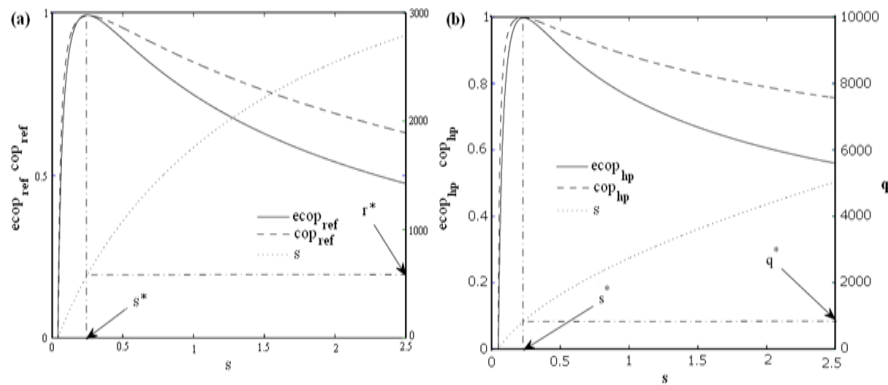 (a)
1
0.5
0
ecop_ref cop_ref
3000
2000
1000
0
r*
ecop_ref
cop_ref
s
s*
0.5
1
1.5
2
2.5
s
(b)
1
0.8
0.6
0.4
0.2
0
ecop_hp cop_hp
10000
8000
6000
4000
2000
0
q
ecop_hp
cop_hp
s
q*
s*
0.5
1
1.5
2
2.5
s